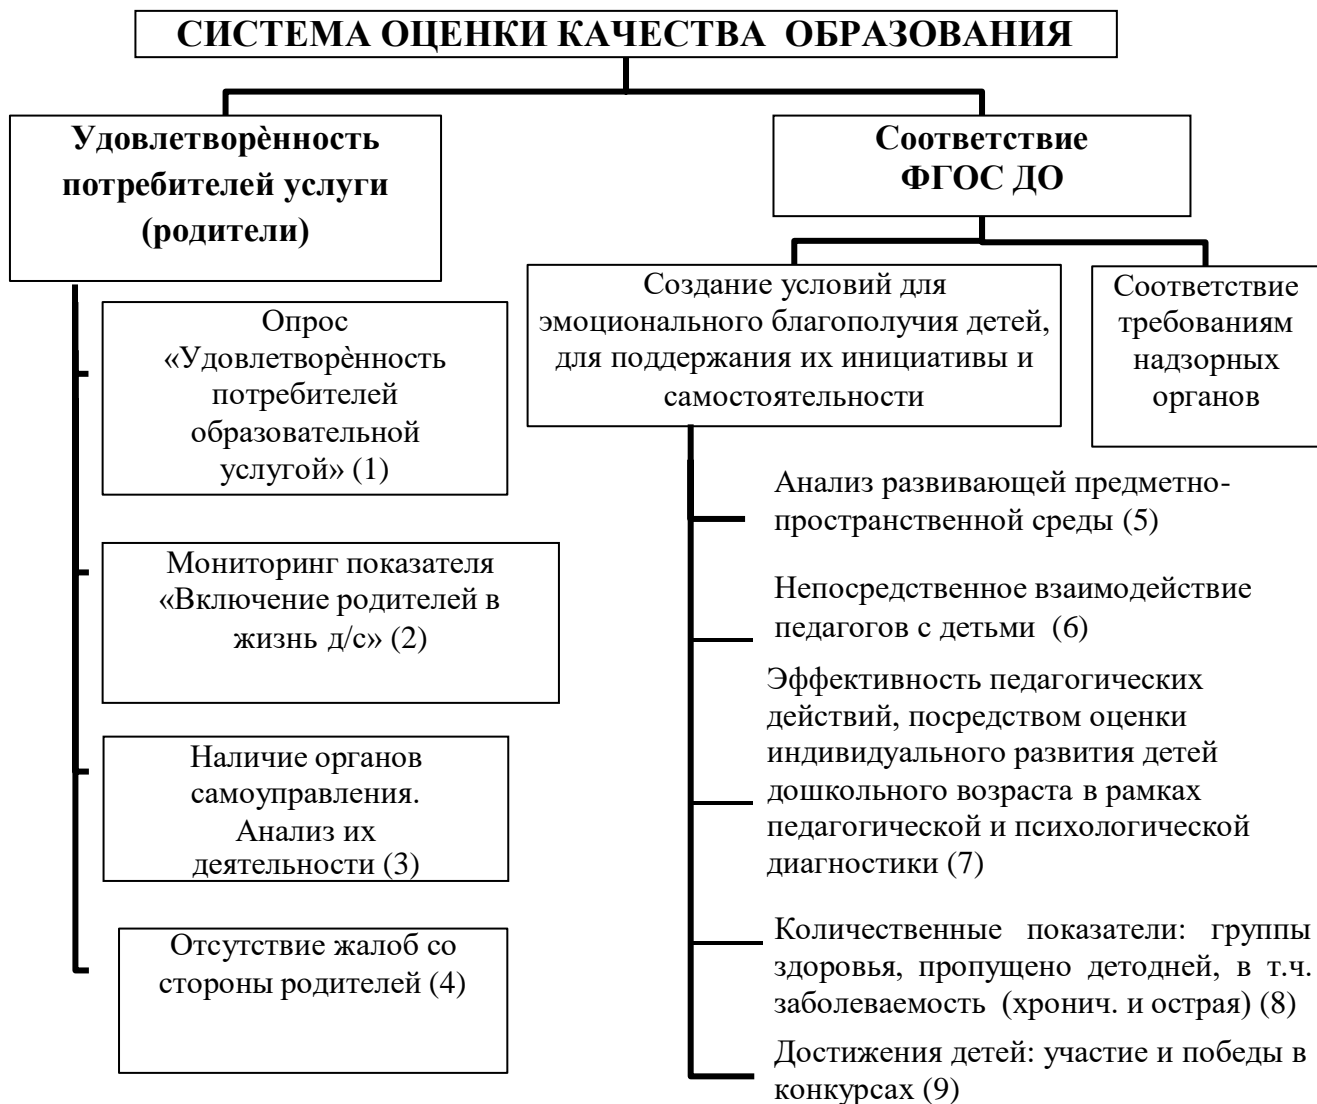 СИСТЕМА ОЦЕНКИ КАЧЕСТВА ОБРАЗОВАНИЯ
Удовлетворѐнность
потребителей услуги
(родители)
Опрос
«Удовлетворѐнность
потребителей
образовательной
услугой» (1)
Мониторинг показателя
«Включение родителей в
жизнь д/с» (2)
Наличие органов
самоуправления.
Анализ их
деятельности (3)
Отсутствие жалоб со
стороны родителей (4)
Соответствие
ФГОС ДО
Создание условий для
эмоционального благополучия детей,
для поддержания их инициативы и
самостоятельности
Соответствие
требованиям
надзорных
органов
Анализ развивающей предметно-
пространственной среды (5)
Непосредственное взаимодействие
педагогов с детьми (6)
Эффективность педагогических
действий, посредством оценки
индивидуального развития детей
дошкольного возраста в рамках
педагогической и психологической
диагностики (7)
Количественные показатели: группы
здоровья, пропущено детодней, в т.ч.
заболеваемость (хронич. и острая) (8)
Достижения детей: участие и победы в
конкурсах (9)